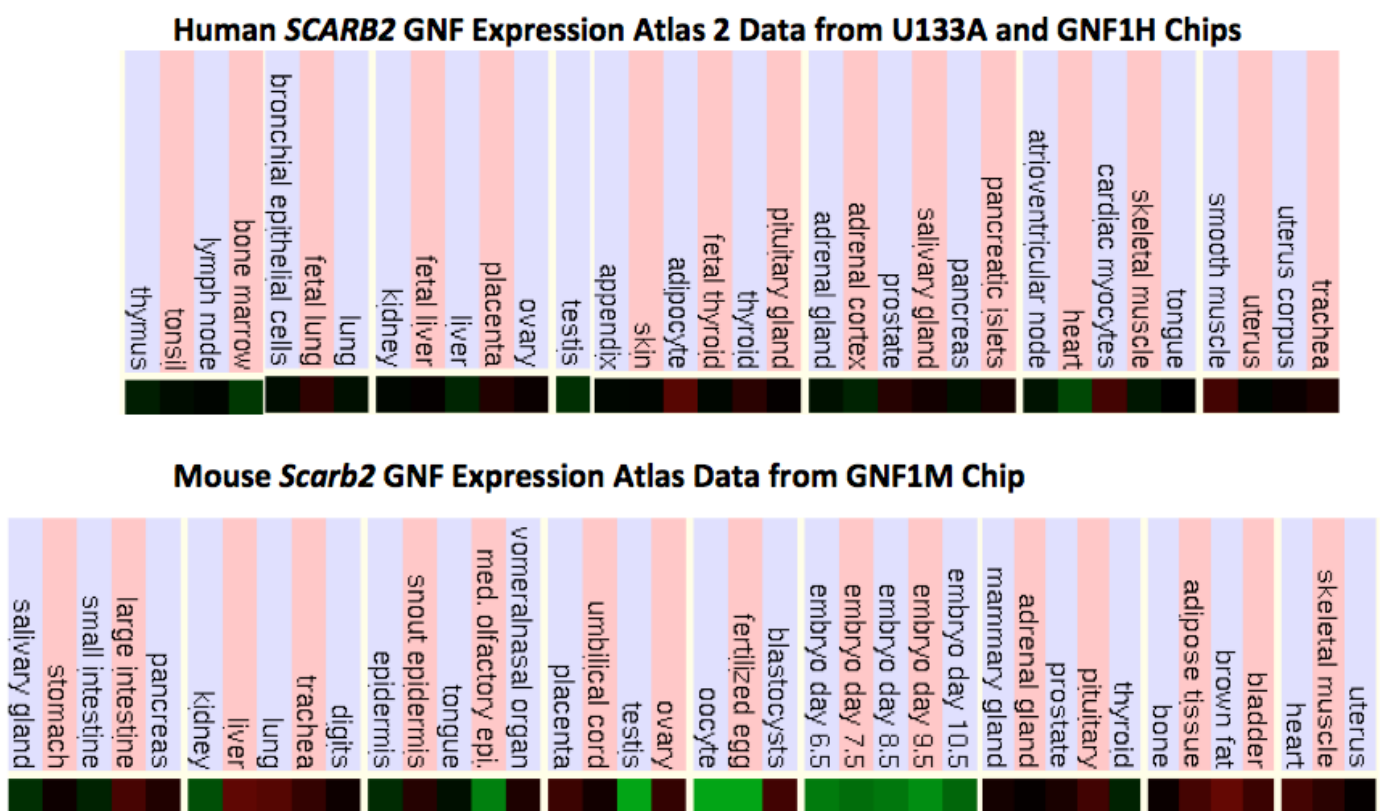 Human SCARB2 GNF Expression Atlas 2 Data from U133A and GNF1H Chips
thymus
tonsil
lymph node
bone marrow
bronchial epithelial cells
fetal lung
lung
kidney
fetal liver
liver
placenta
ovary
testis
appendix
skin
adipocyte
fetal thyroid
thyroid
pituitary gland
adrenal gland
adrenal cortex
prostate
salivary gland
pancreas
pancreatic islets
atrioventricular node
heart
cardiac myocytes
skeletal muscle
tongue
smooth muscle
uterus
uterus corpus
trachea
Mouse Scarb2 GNF Expression Atlas Data from GNF1M Chip
salivary gland
stomach
small intestine
large intestine
pancreas
kidney
liver
lung
trachea
digits
epidermis
snout epidermis
tongue
med. olfactory epi.
vomeralnasal organ
placenta
umbilical cord
testis
ovary
oocyte
fertilized egg
blastocysts
embryo day 6.5
embryo day 7.5
embryo day 8.5
embryo day 9.5
embryo day 10.5
mammary gland
adrenal gland
prostate
pituitary
thyroid
bone
adipose tissue
brown fat
bladder
heart
skeletal muscle
uterus